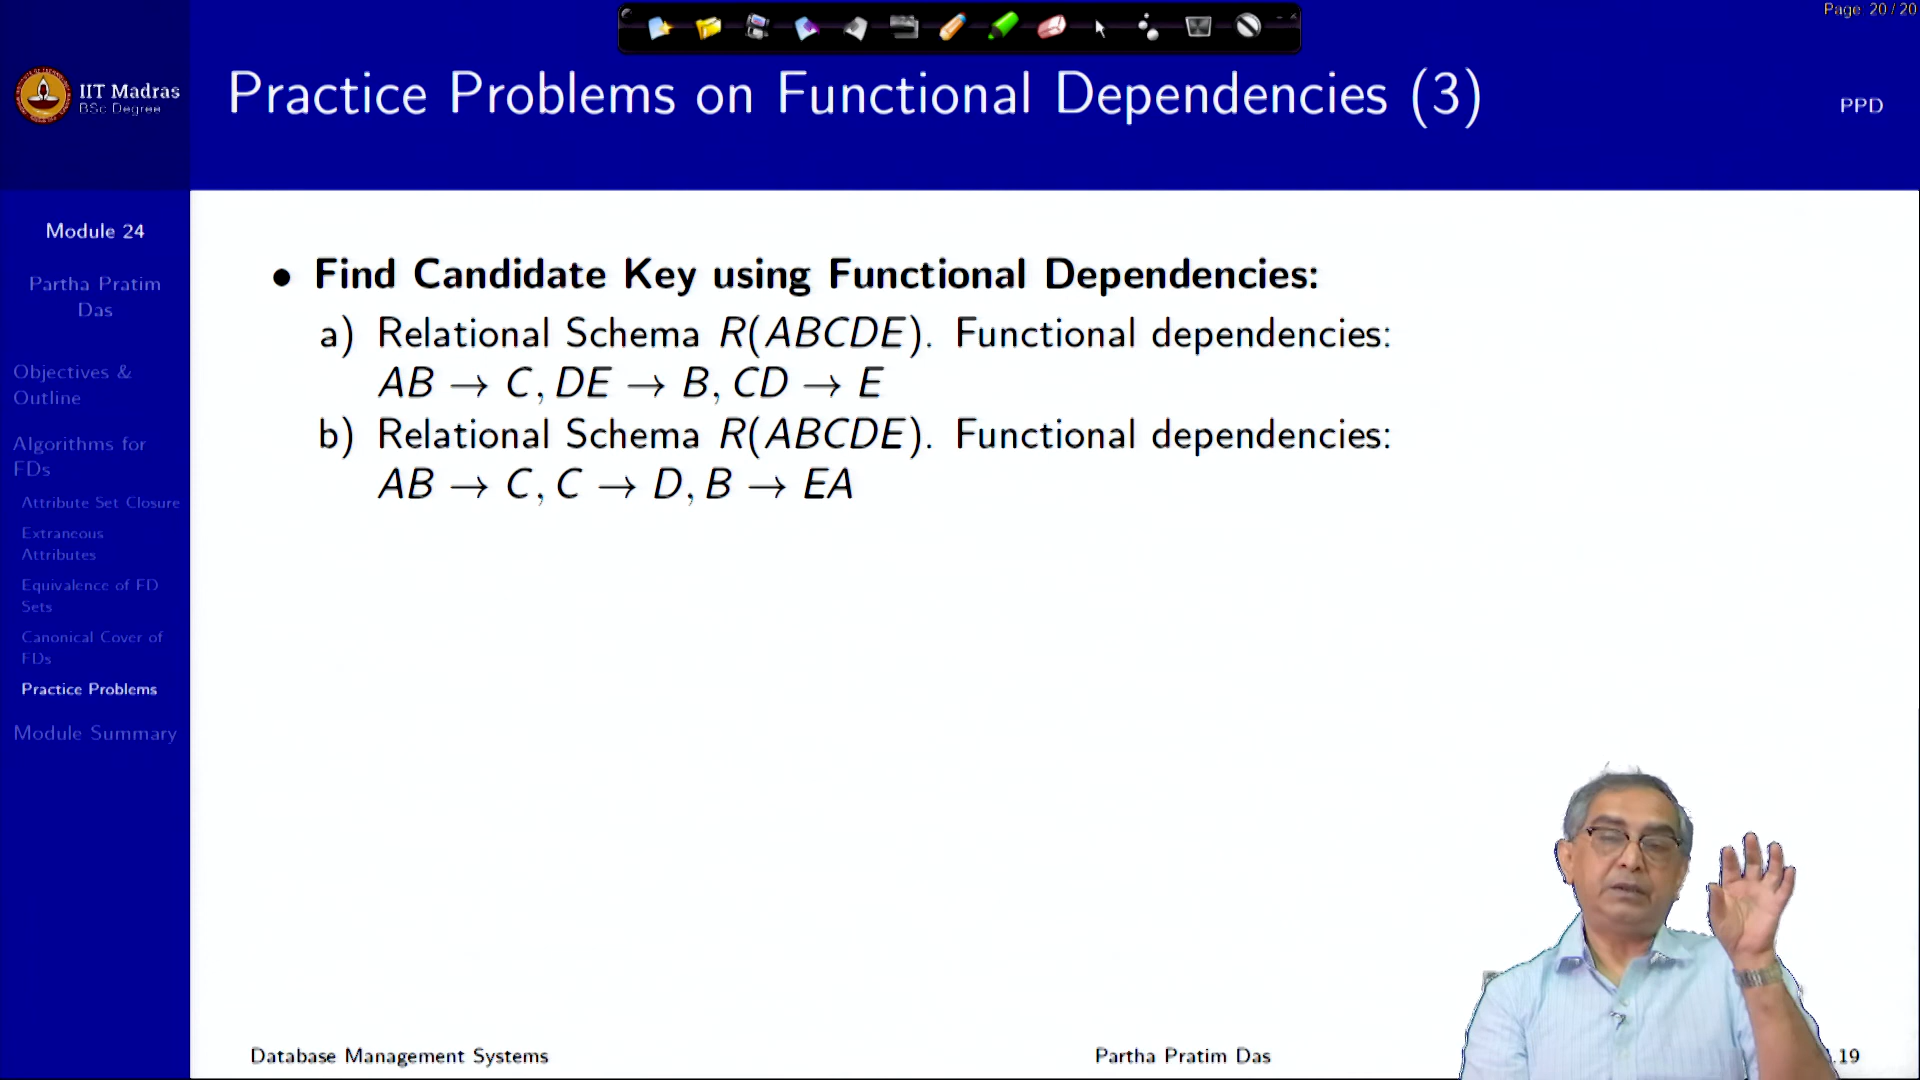 Page: 20 / 20
IIT Madras
BSc Degree
Practice Problems on Functional Dependencies (3)
PPD
Module 24
Partha Pratim
Das
Objectives &
Outline
Algorithms for
FDs
Attribute Set Closure
Extraneous
Attributes
Equivalence of FD
Sets
Canonical Cover of
FDs
Practice Problems
Module Summary
• Find Candidate Key using Functional Dependencies:
a) Relational Schema R(ABCDE). Functional dependencies:
AB → C, DE → B, CD → E
b) Relational Schema R(ABCDE). Functional dependencies:
AB → C, C → D, B → EA
Database Management Systems
Partha Pratim Das
.19